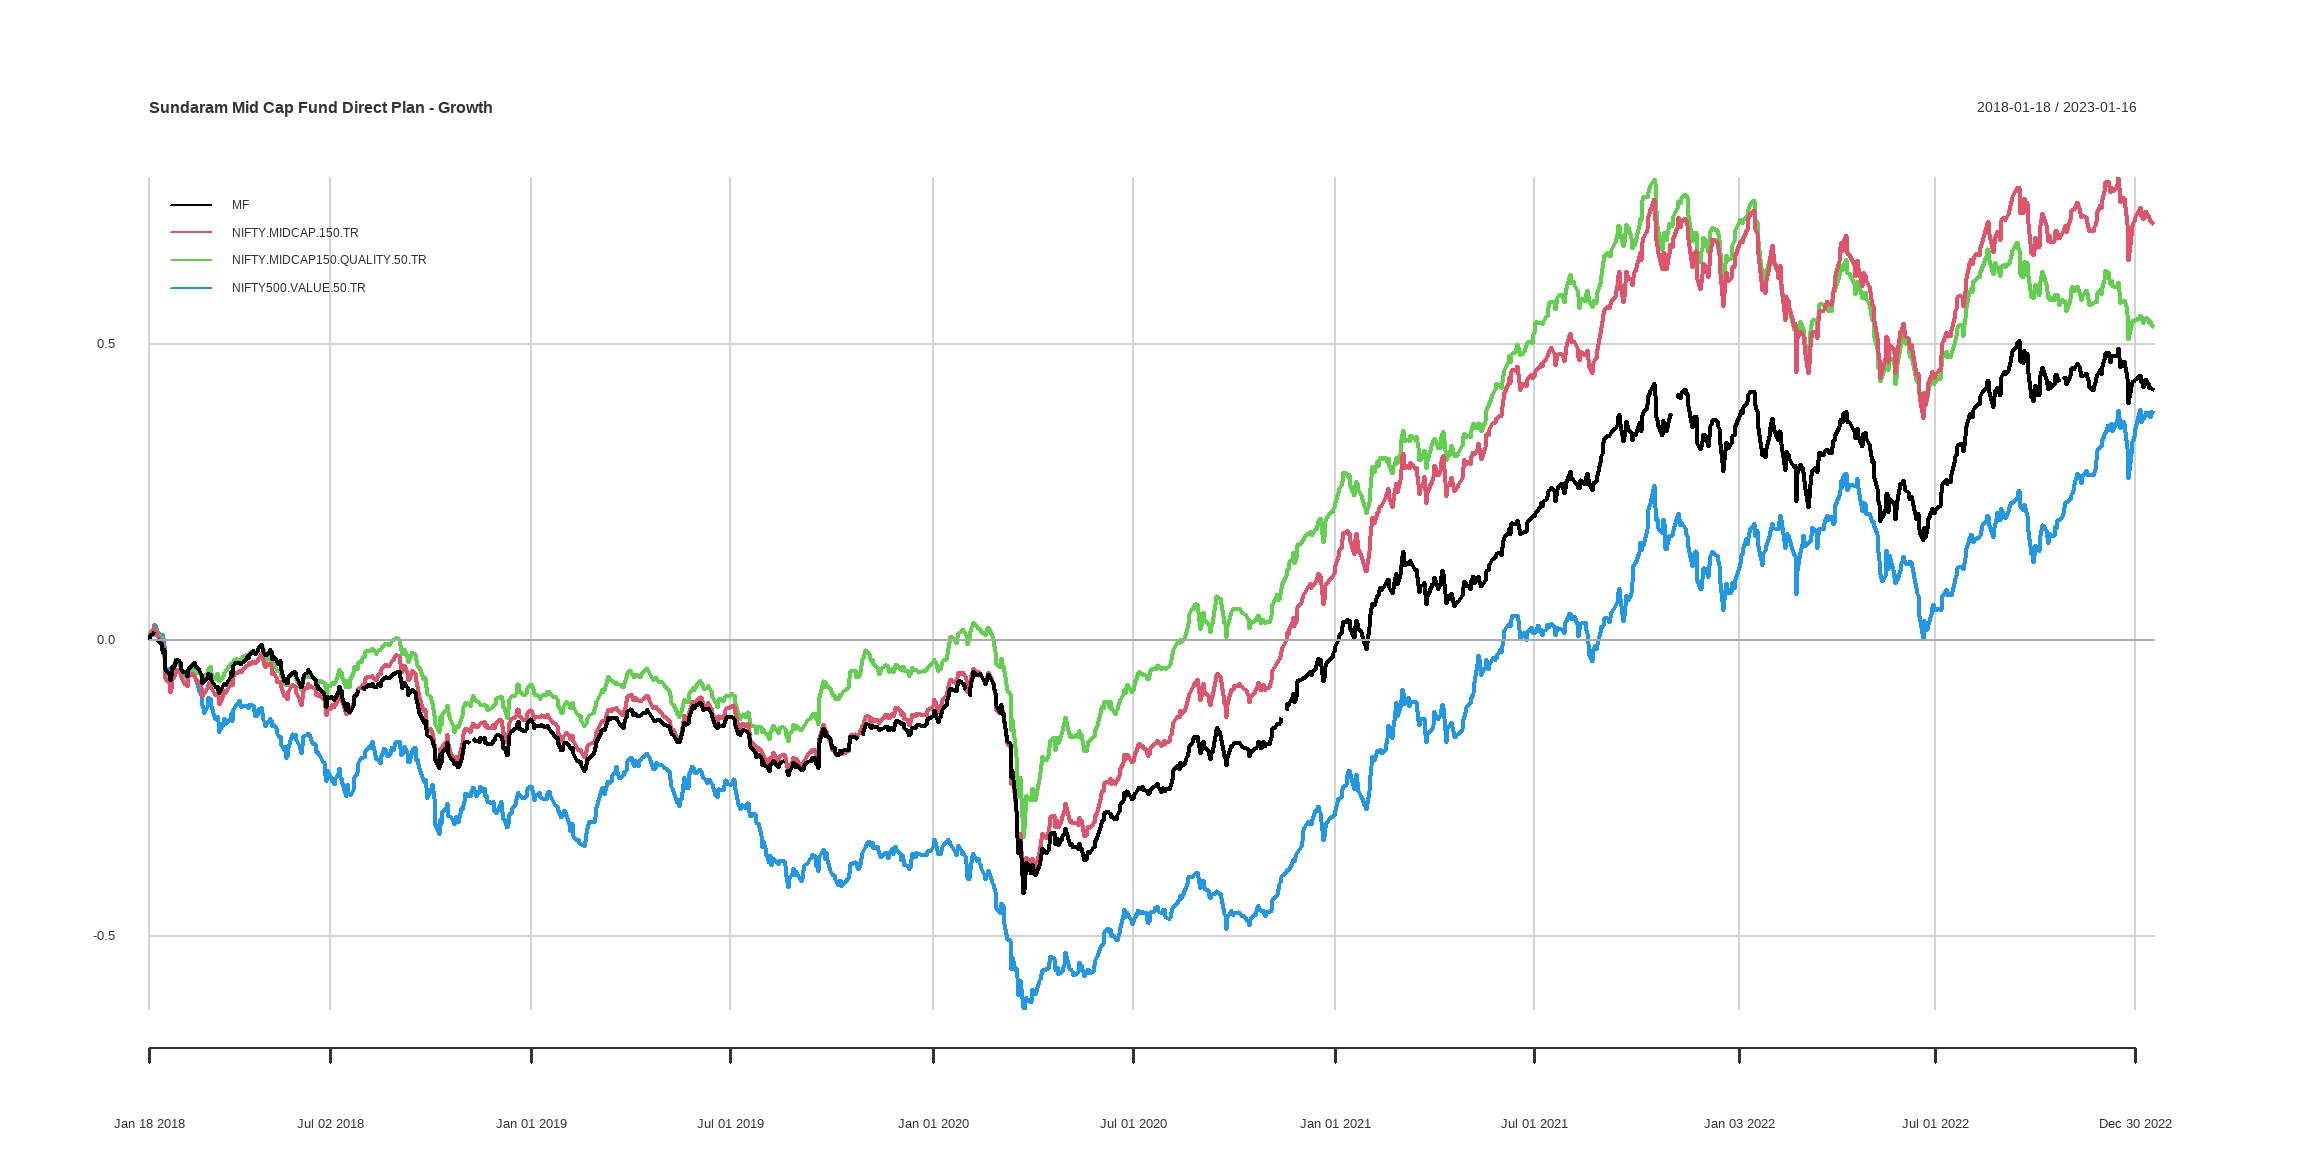 Sundaram Mid Cap Fund Direct Plan - Growth
2018-01-18 / 2023-01-16
MF
NIFTY.MIDCAP.150.TR
NIFTY.MIDCAP150.QUALITY.50.TR
NIFTY500.VALUE.50.TR
0.5
0.0
-0.5
Jan 18 2018 Jul 02 2018 Jan 01 2019 Jul 01 2019 Jan 01 2020 Jul 01 2020 Jan 01 2021 Jul 01 2021 Jan 03 2022 Jul 01 2022 Dec 30 2022